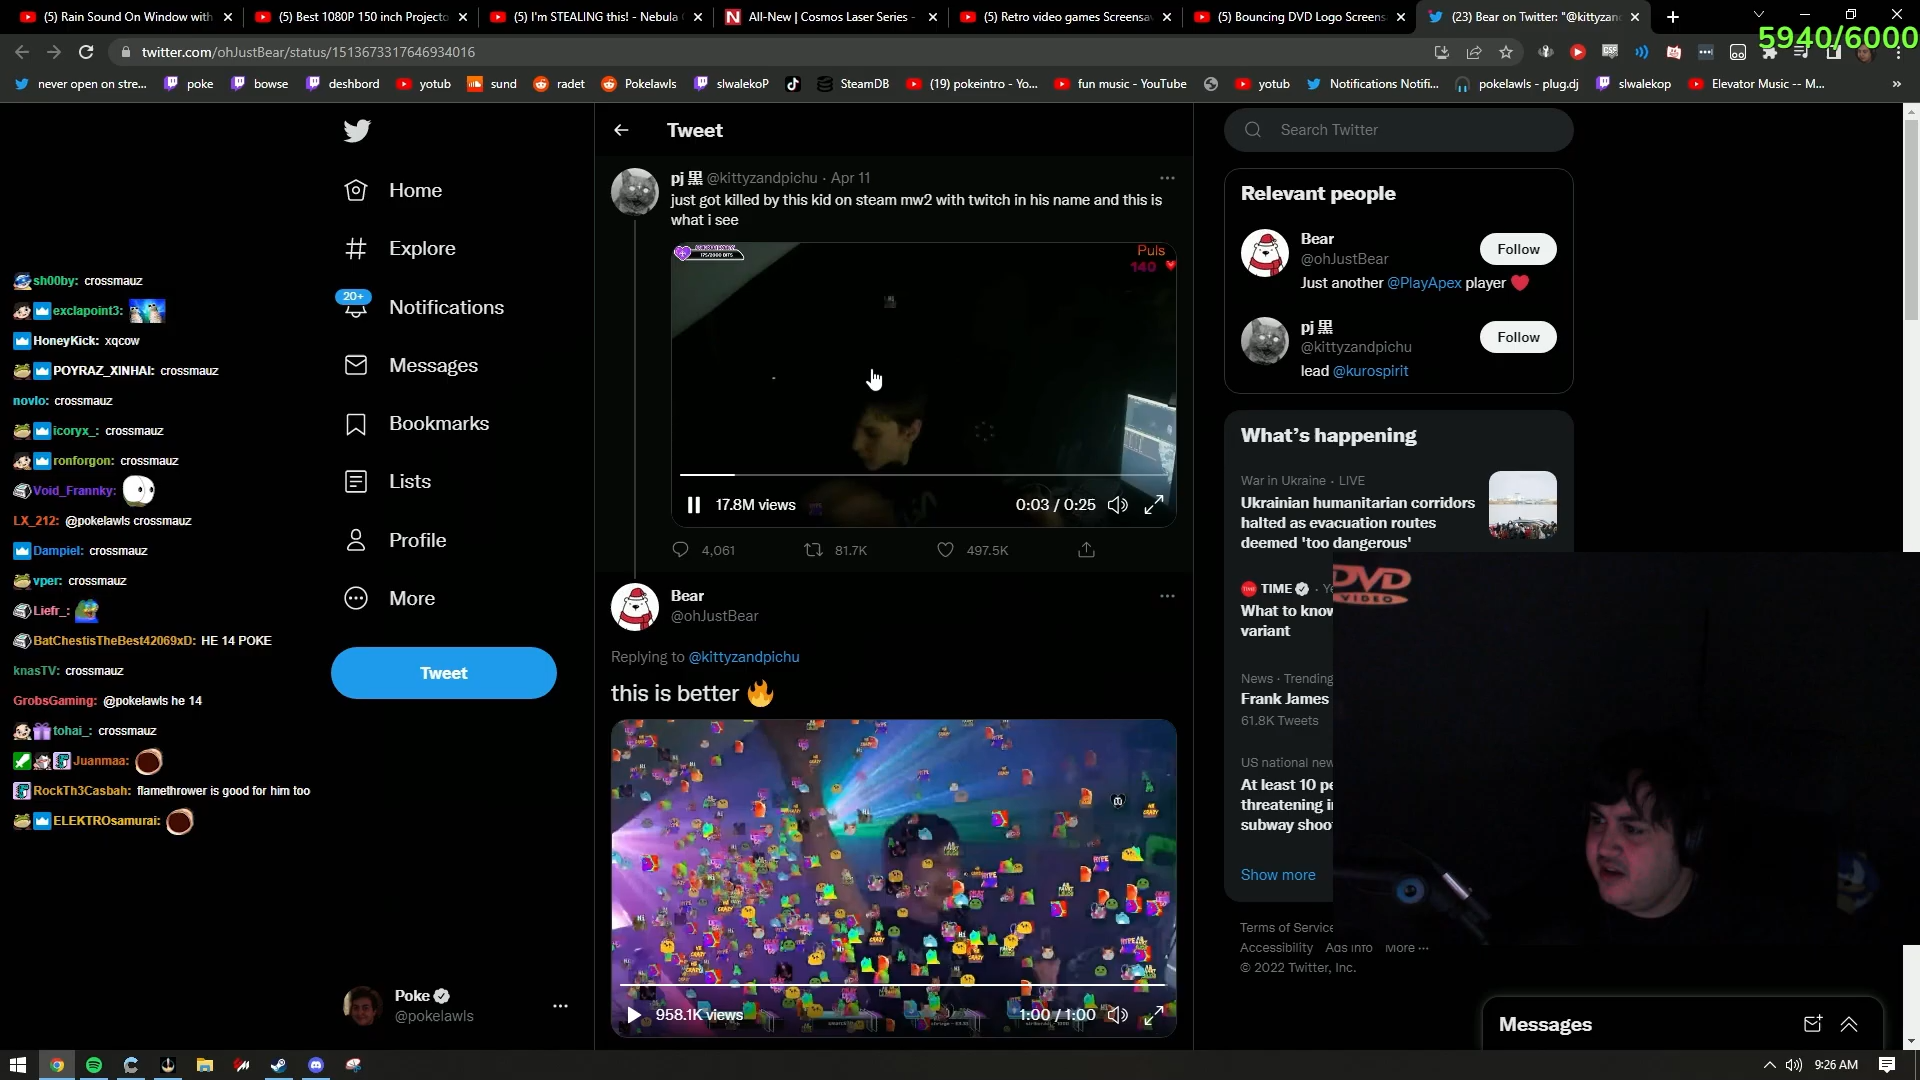 (5) Rain Sound On Window with
(5) Best 1080P 150 inch Projecto
(5) I'm STEALING this! - Nebula
All-New | Cosmos Laser Series -
(5) Retro video games Screensav
(5) Bouncing DVD Logo Screens
(23) Bear on Twitter: "@kittyzand
5940/6000
twitter.com/ohJustBear/status/1513673317646934016
never open on stre...
poke
bowse
deshbord
yotub
sund
radet
Pokelawls
slwalekoP
SteamDB
(19) pokeintro - Yo...
fun music - YouTube
yotub
Notifications Notifi...
pokelawls - plug.dj
slwalekop
Elevator Music -- M...
sh00by: crossmauz
exclapoint3:
HoneyKick: xqcow
POYRAZ_XINHAI: crossmauz
novlo: crossmauz
icoryx_: crossmauz
ronforgon: crossmauz
Void_Frannky:
LX_212: @pokelawls crossmauz
Dampiel: crossmauz
vper: crossmauz
Liefr_:
BatChestisTheBest42069xD: HE 14 POKE
knasTV: crossmauz
GrobsGaming: @pokelawls he 14
tohai_: crossmauz
Juanmaa:
RockTh3Casbah: flamethrower is good for him too
ELEKTROsamurai:
Home
Explore
20+
Notifications
Messages
Bookmarks
Lists
Profile
More
Tweet
Poke
@pokelawls
Tweet
pj 黒 @kittyzandpichu · Apr 11
just got killed by this kid on steam mw2 with twitch in his name and this is
what i see
175/2000 BITS
Puls
140
17.8M views
0:03 / 0:25
4,061
81.7K
497.5K
Bear
@ohJustBear
Replying to @kittyzandpichu
this is better 🔥
958.1K views
1:00 / 1:00
Search Twitter
Relevant people
Bear
@ohJustBear
Follow
Just another @PlayApex player
pj 黒
@kittyzandpichu
Follow
lead @kurospirit
What's happening
War in Ukraine · LIVE
Ukrainian humanitarian corridors
halted as evacuation routes
deemed 'too dangerous'
TIME · Ye
What to know
variant
News · Trending
Frank James
61.8K Tweets
US national new
At least 10 pe
threatening i
subway shoo
Show more
Terms of Service
Accessibility Ads info More ···
© 2022 Twitter, Inc.
DVD
VIDEO
Messages
9:26 AM